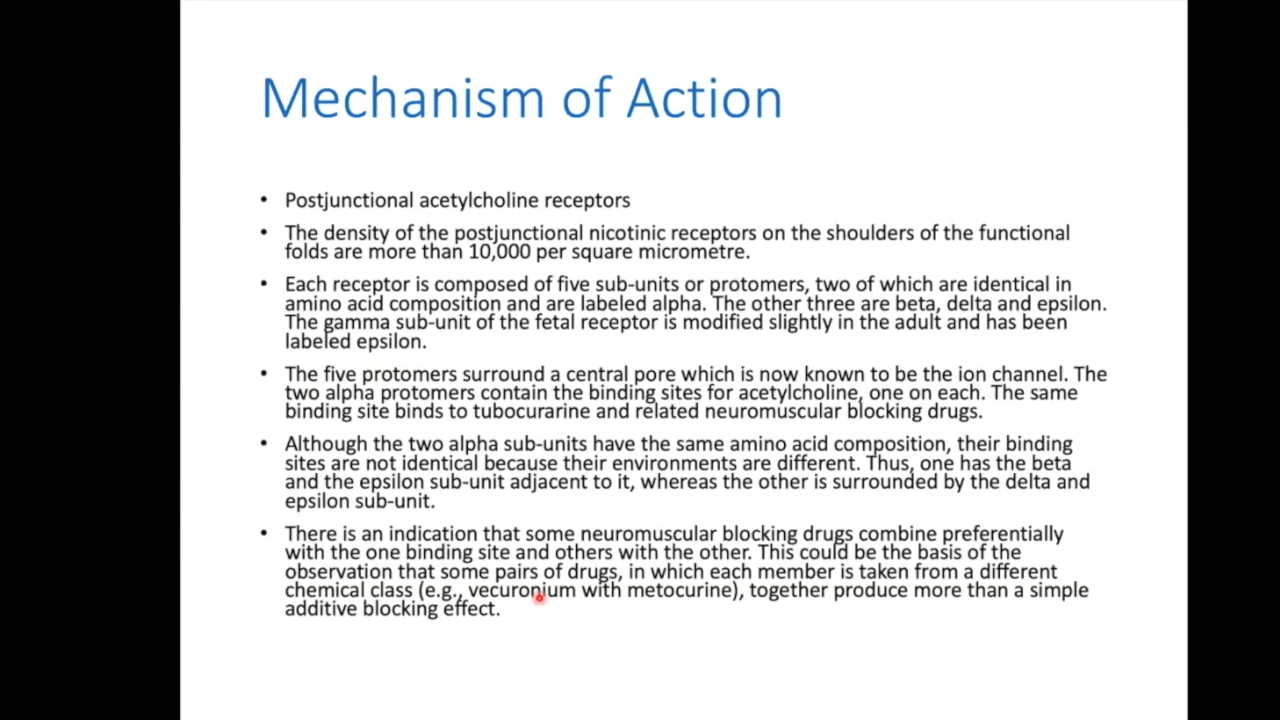 Mechanism of Action
• Postjunctional acetylcholine receptors
• The density of the postjunctional nicotinic receptors on the shoulders of the functional
folds are more than 10,000 per square micrometre.
• Each receptor is composed of five sub-units or protomers, two of which are identical in
amino acid composition and are labeled alpha. The other three are beta, delta and epsilon.
The gamma sub-unit of the fetal receptor is modified slightly in the adult and has been
labeled epsilon.
• The five protomers surround a central pore which is now known to be the ion channel. The
two alpha protomers contain the binding sites for acetylcholine, one on each. The same
binding site binds to tubocurarine and related neuromuscular blocking drugs.
• Although the two alpha sub-units have the same amino acid composition, their binding
sites are not identical because their environments are different. Thus, one has the beta
and the epsilon sub-unit adjacent to it, whereas the other is surrounded by the delta and
epsilon sub-unit.
• There is an indication that some neuromuscular blocking drugs combine preferentially
with the one binding site and others with the other. This could be the basis of the
observation that some pairs of drugs, in which each member is taken from a different
chemical class (e.g., vecuronium with metocurine), together produce more than a simple
additive blocking effect.